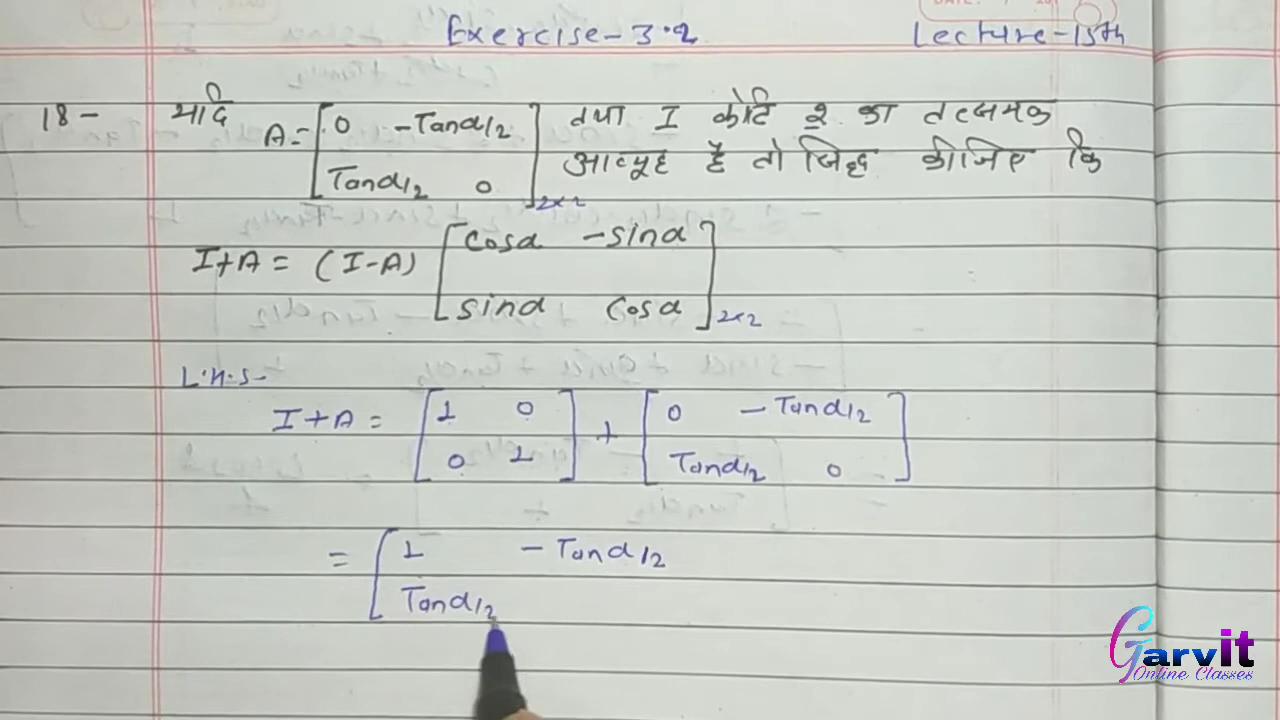 Exercise-3.2 Lecture-15th
18- यदि A=[0 -Tanα/2 तथा I कोटि 2 का तत्समक
Tanα/2 0]2×2 आव्यूह है तो सिद्ध कीजिए कि
I+A = (I-A) [cosα -sinα
sinα cosα]2×2
L.H.S-
I+A = [1 0 + [0 -Tanα/2
0 1] Tanα/2 0]
= [1 -Tanα/2
Tanα/2
Garvit
Online Classes